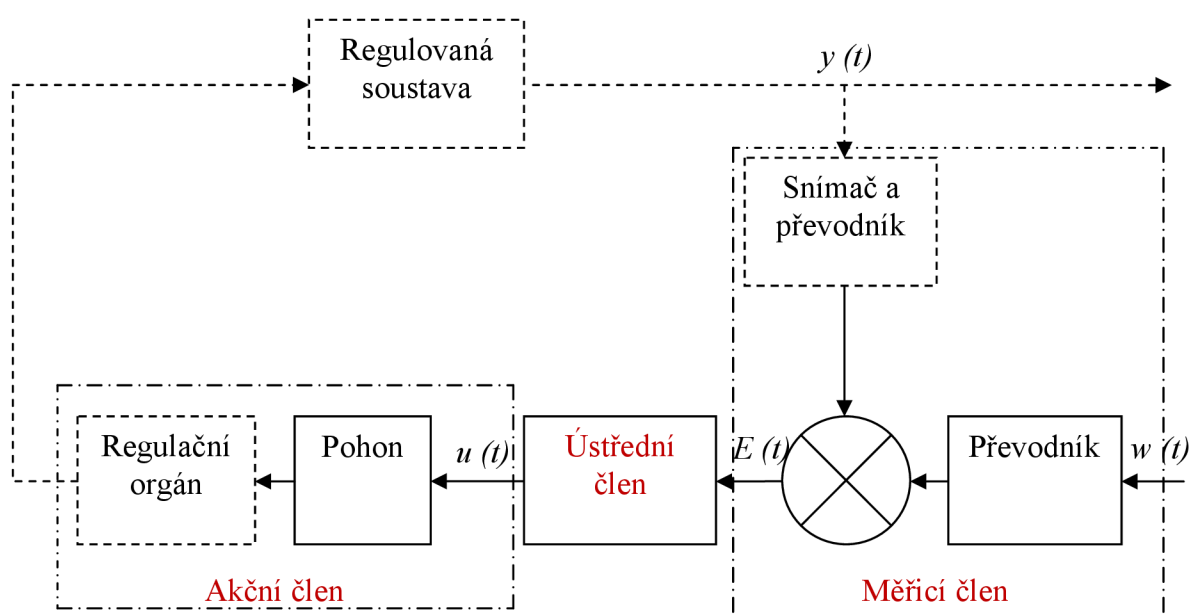 Regulovaná
soustava
y (t)
Snímač a
převodník
Regulační
orgán
Pohon
u (t)
Ústřední
člen
E (t)
Převodník
w (t)
Akční člen
Měřicí člen